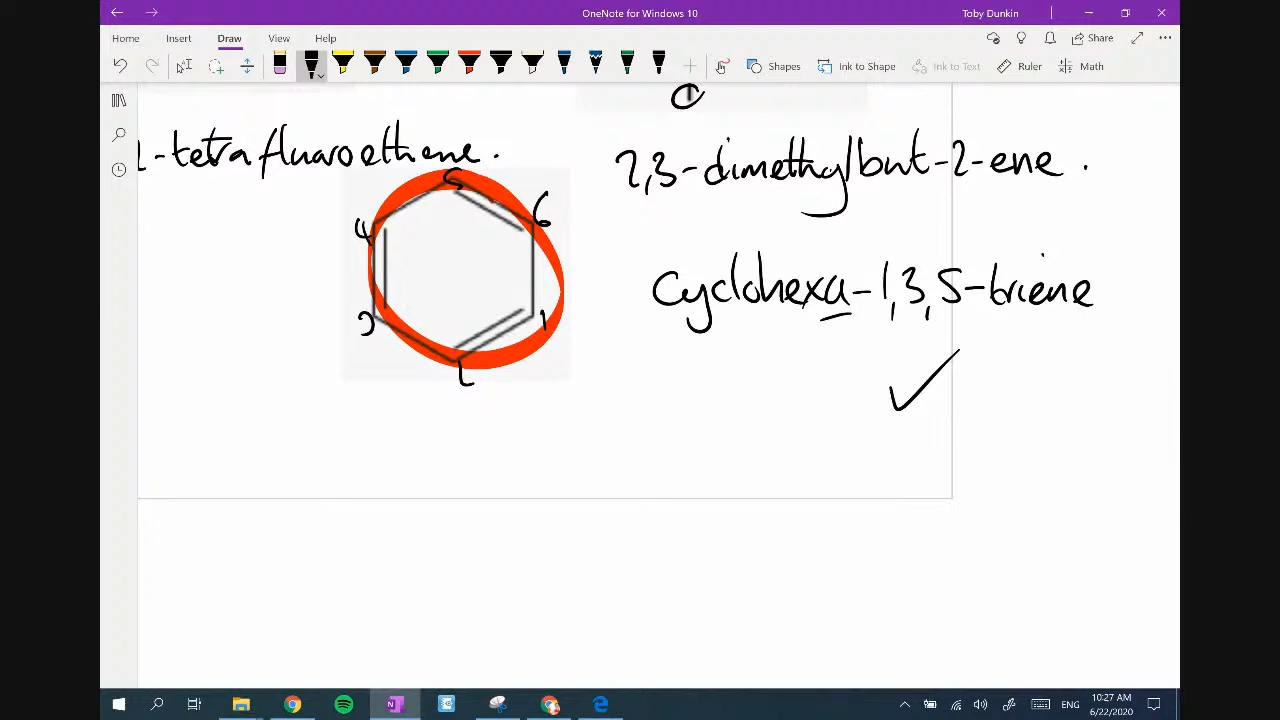 OneNote for Windows 10
Toby Dunkin
Home Insert Draw View Help
Share
Shapes Ink to Shape Ink to Text Ruler Math
-tetrafluaroethene.
2,3-dimethylbut-2-ene.
5
6
4
cyclohexa-1,3,5-triene
3
1
2
ENG
10:27 AM
6/22/2020